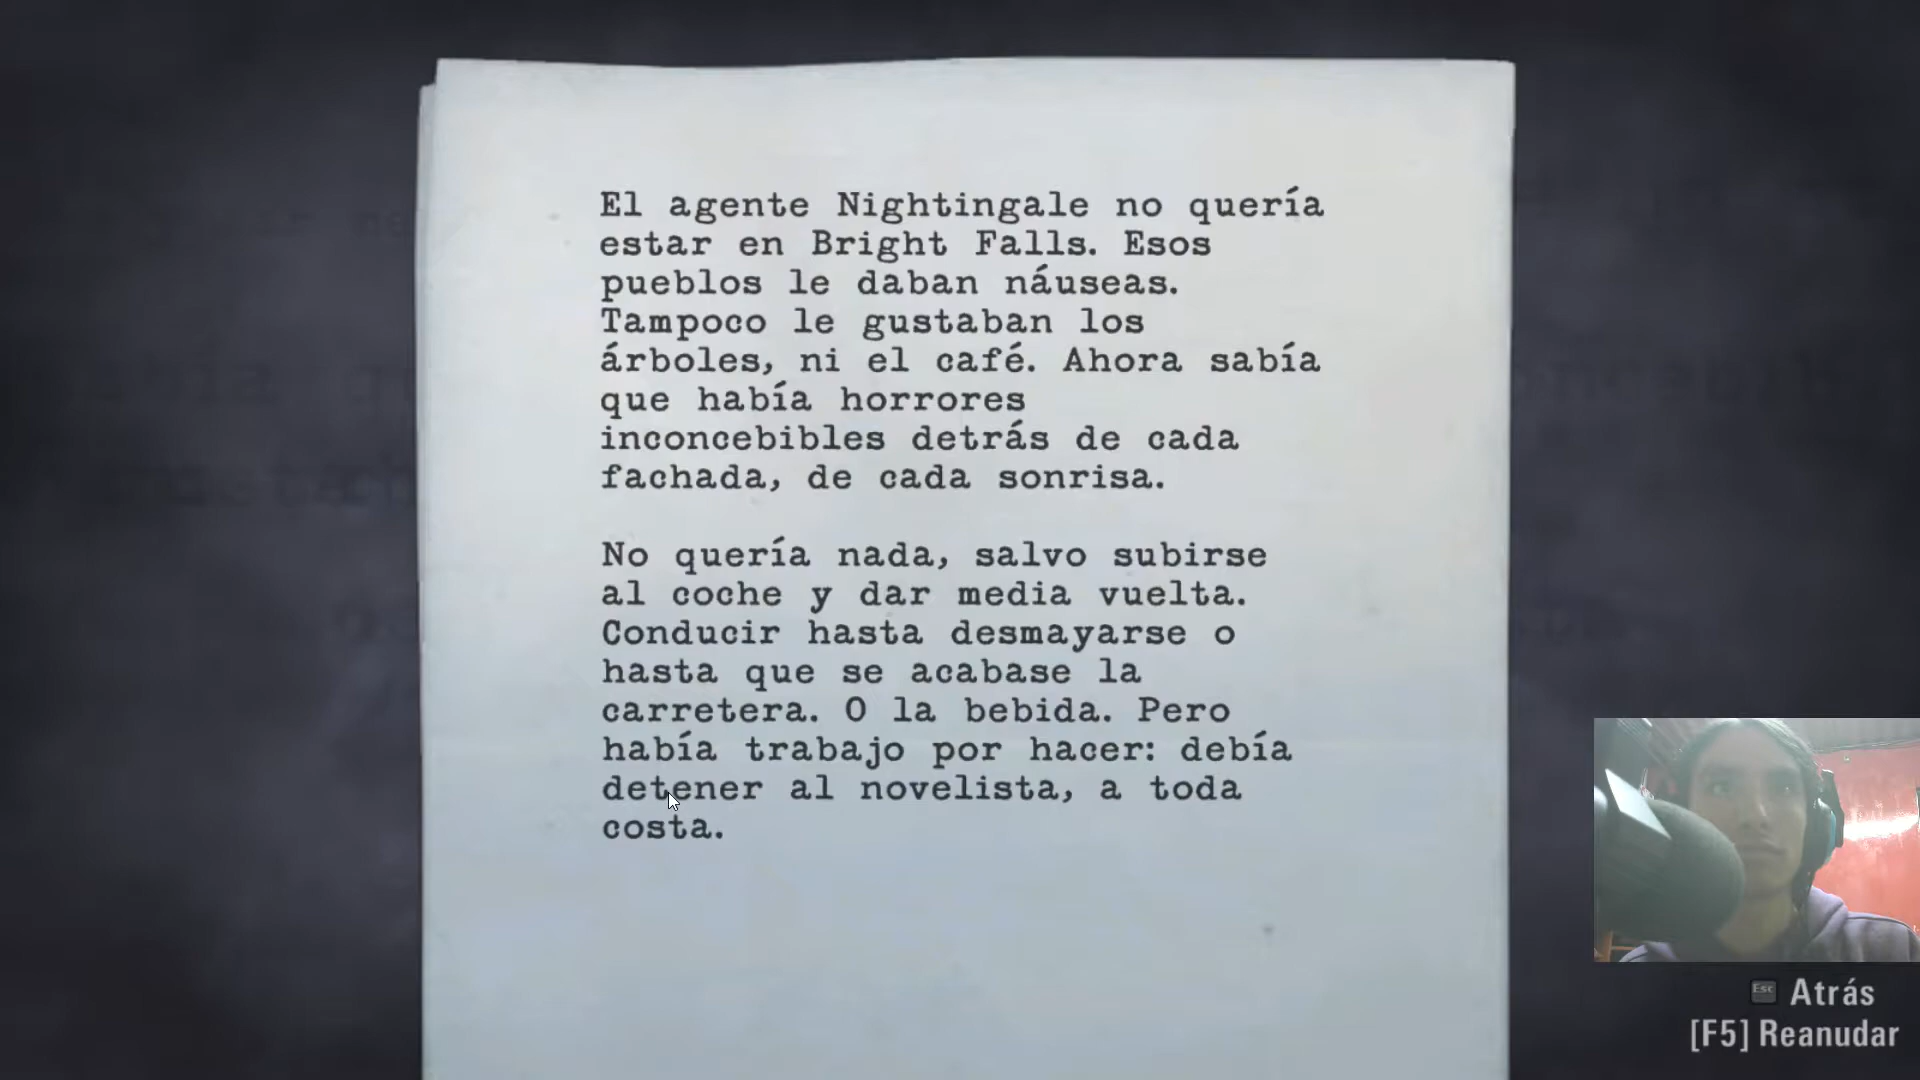 El agente Nightingale no quería
estar en Bright Falls. Esos
pueblos le daban náuseas.
Tampoco le gustaban los
árboles, ni el café. Ahora sabía
que había horrores
inconcebibles detrás de cada
fachada, de cada sonrisa.
No quería nada, salvo subirse
al coche y dar media vuelta.
Conducir hasta desmayarse o
hasta que se acabase la
carretera. O la bebida. Pero
había trabajo por hacer: debía
detener al novelista, a toda
costa.
Esc Atrás
[F5] Reanudar